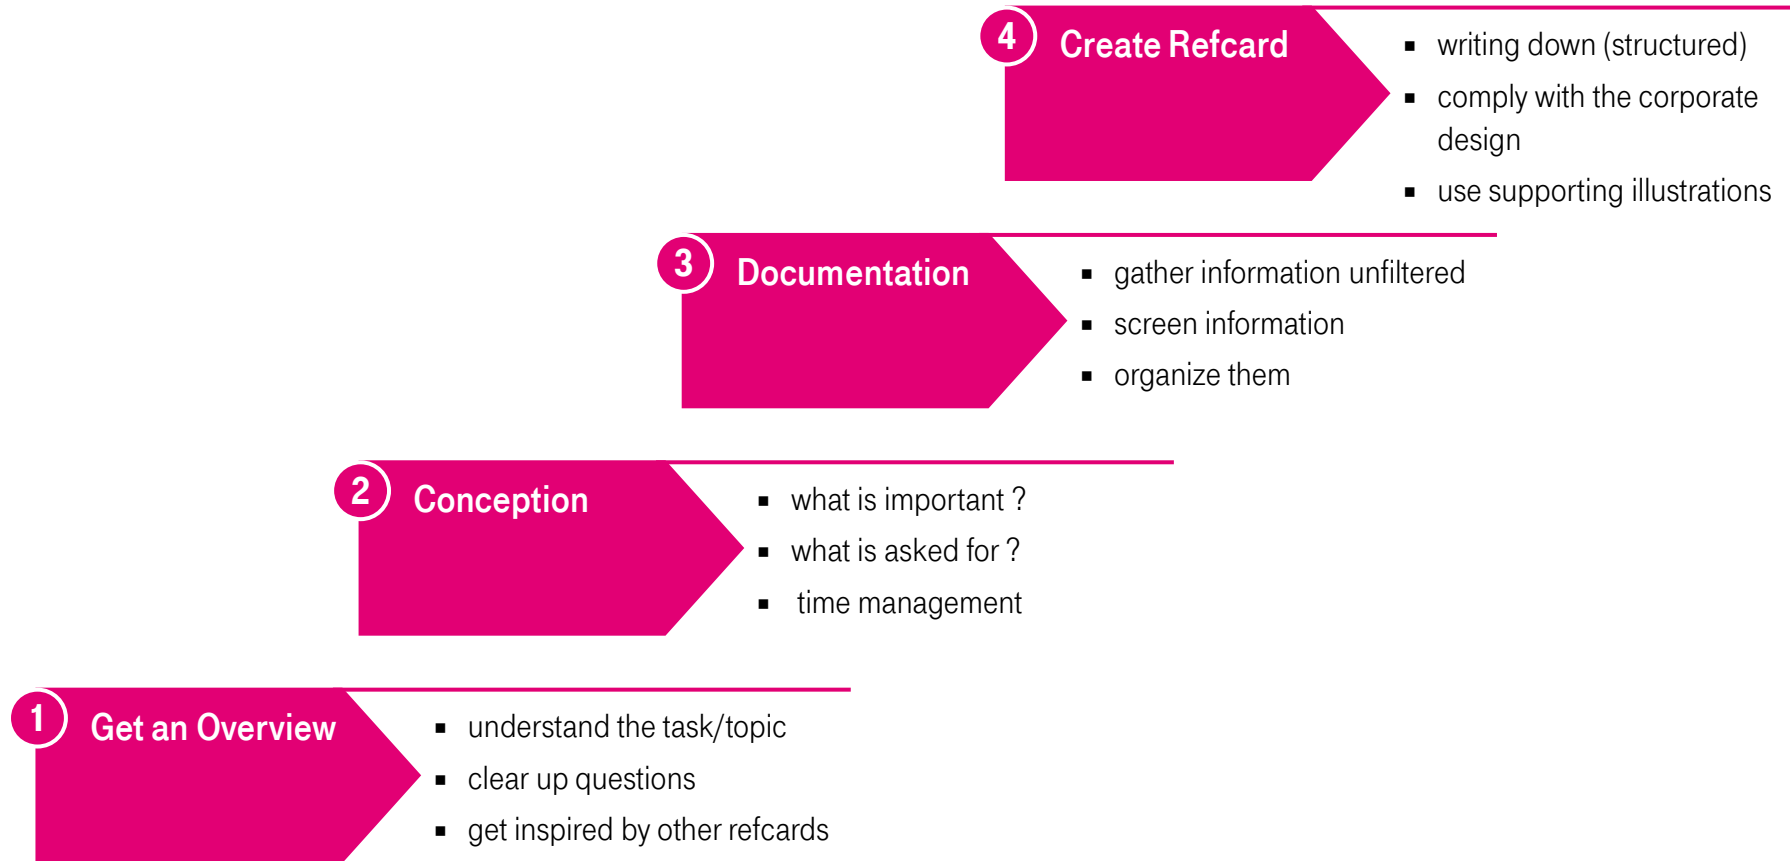 4 Create Refcard
▪ writing down (structured)
▪ comply with the corporate
design
▪ use supporting illustrations
3 Documentation
▪ gather information unfiltered
▪ screen information
▪ organize them
2 Conception
▪ what is important ?
▪ what is asked for ?
▪ time management
1 Get an Overview
▪ understand the task/topic
▪ clear up questions
▪ get inspired by other refcards